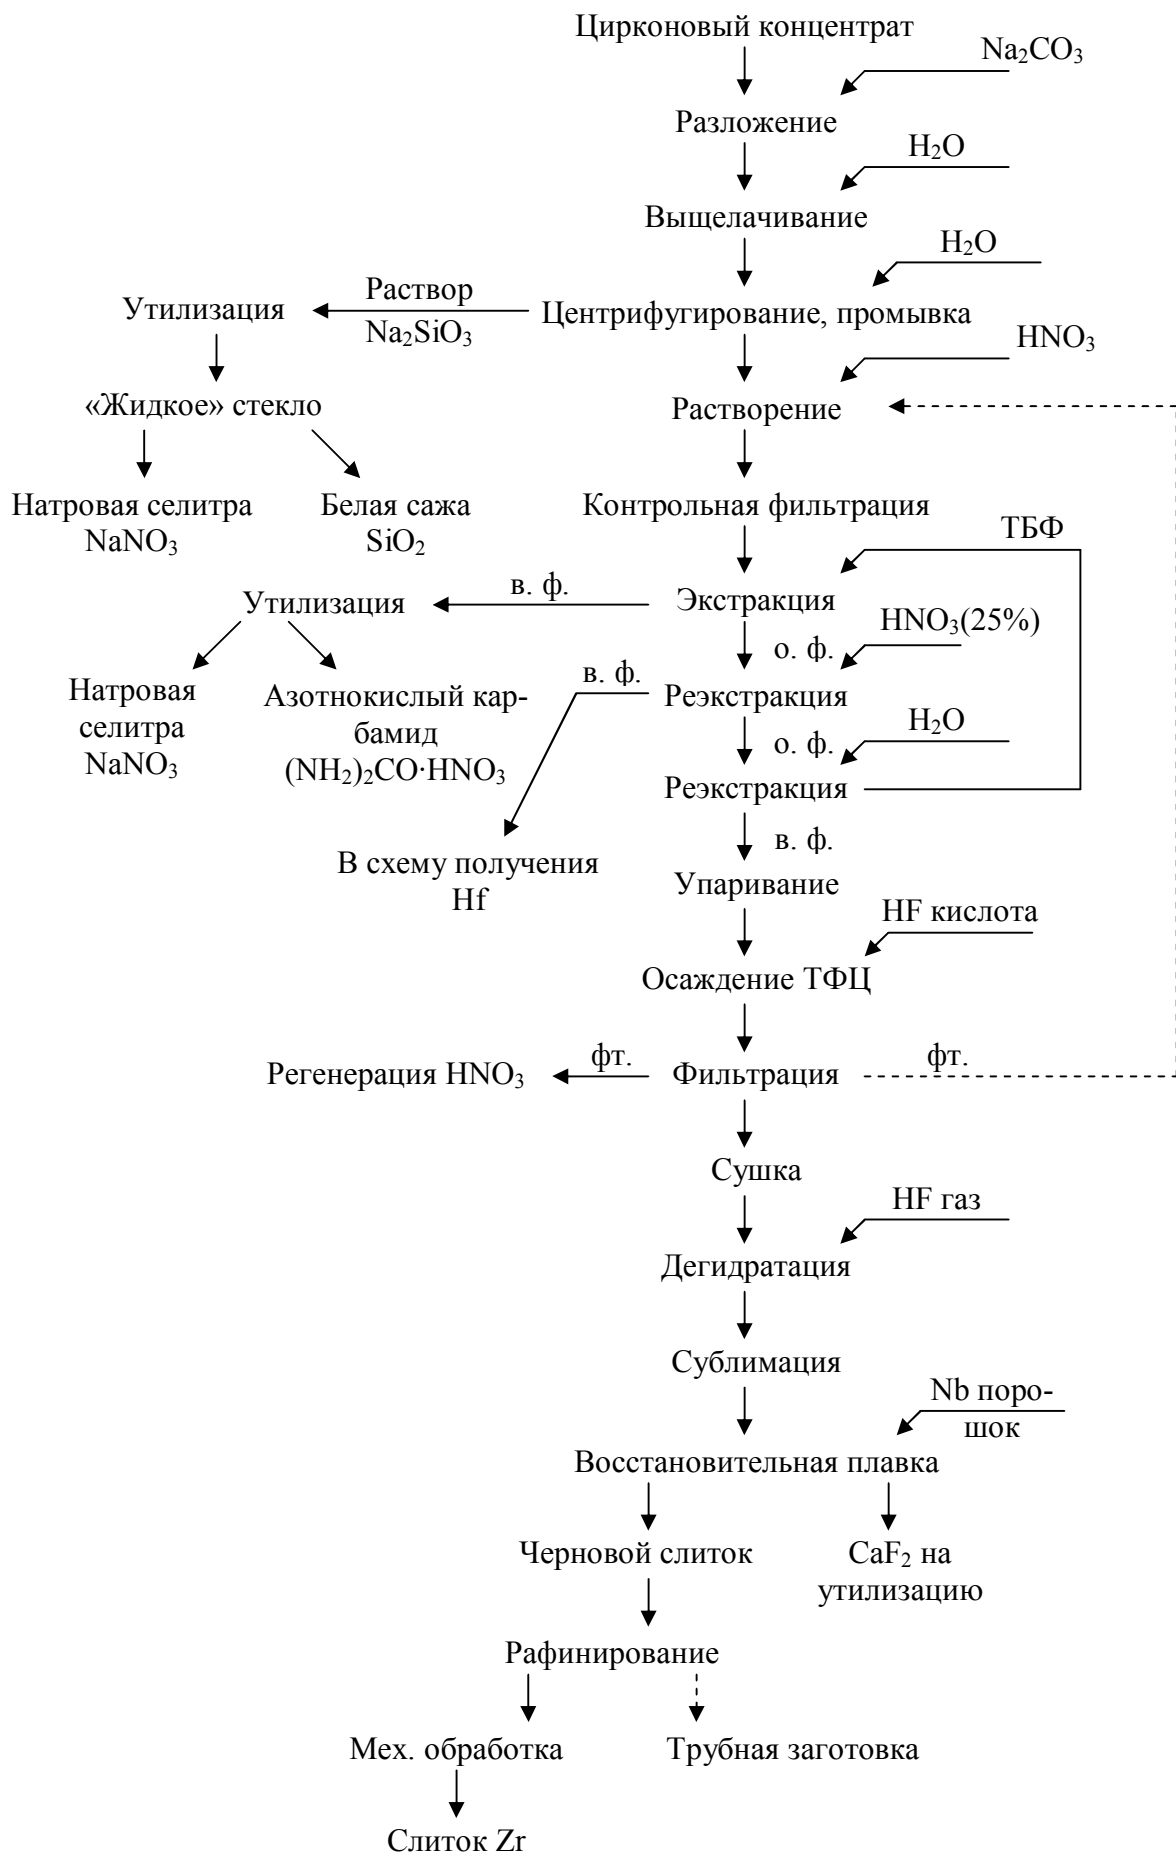 Цирконовый концентрат
Na₂CO₃
Разложение
H₂O
Выщелачивание
H₂O
Утилизация
Раствор
Na₂SiO₃
Центрифугирование, промывка
HNO₃
«Жидкое» стекло
Растворение
Натровая селитра
NaNO₃
Белая сажа
SiO₂
Контрольная фильтрация
ТБФ
Утилизация
в. ф.
Экстракция
HNO₃(25%)
о. ф.
в. ф.
Натровая
селитра
NaNO₃
Азотнокислый кар-
бамид
(NH₂)₂CO·HNO₃
Реэкстракция
H₂O
о. ф.
Реэкстракция
в. ф.
В схему получения
Hf
Упаривание
HF кислота
Осаждение ТФЦ
Регенерация HNO₃
фт.
Фильтрация
фт.
Сушка
HF газ
Дегидратация
Сублимация
Nb поро-
шок
Восстановительная плавка
Черновой слиток
CaF₂ на
утилизацию
Рафинирование
Мех. обработка
Трубная заготовка
Слиток Zr